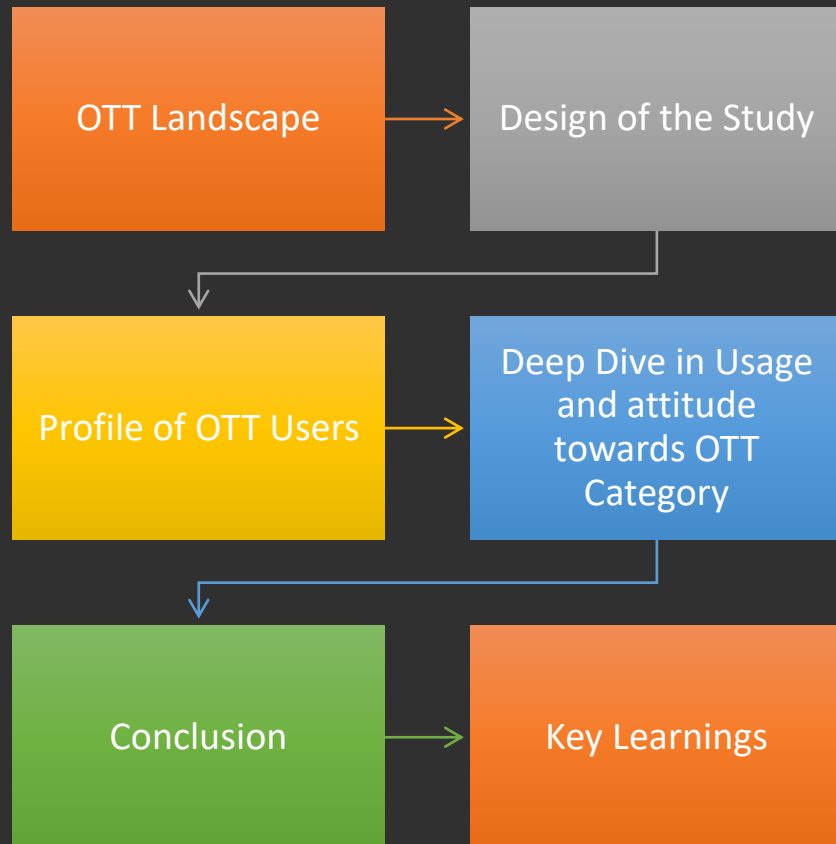 OTT Landscape
Design of the Study
Profile of OTT Users
Deep Dive in Usage
and attitude
towards OTT
Category
Conclusion
Key Learnings